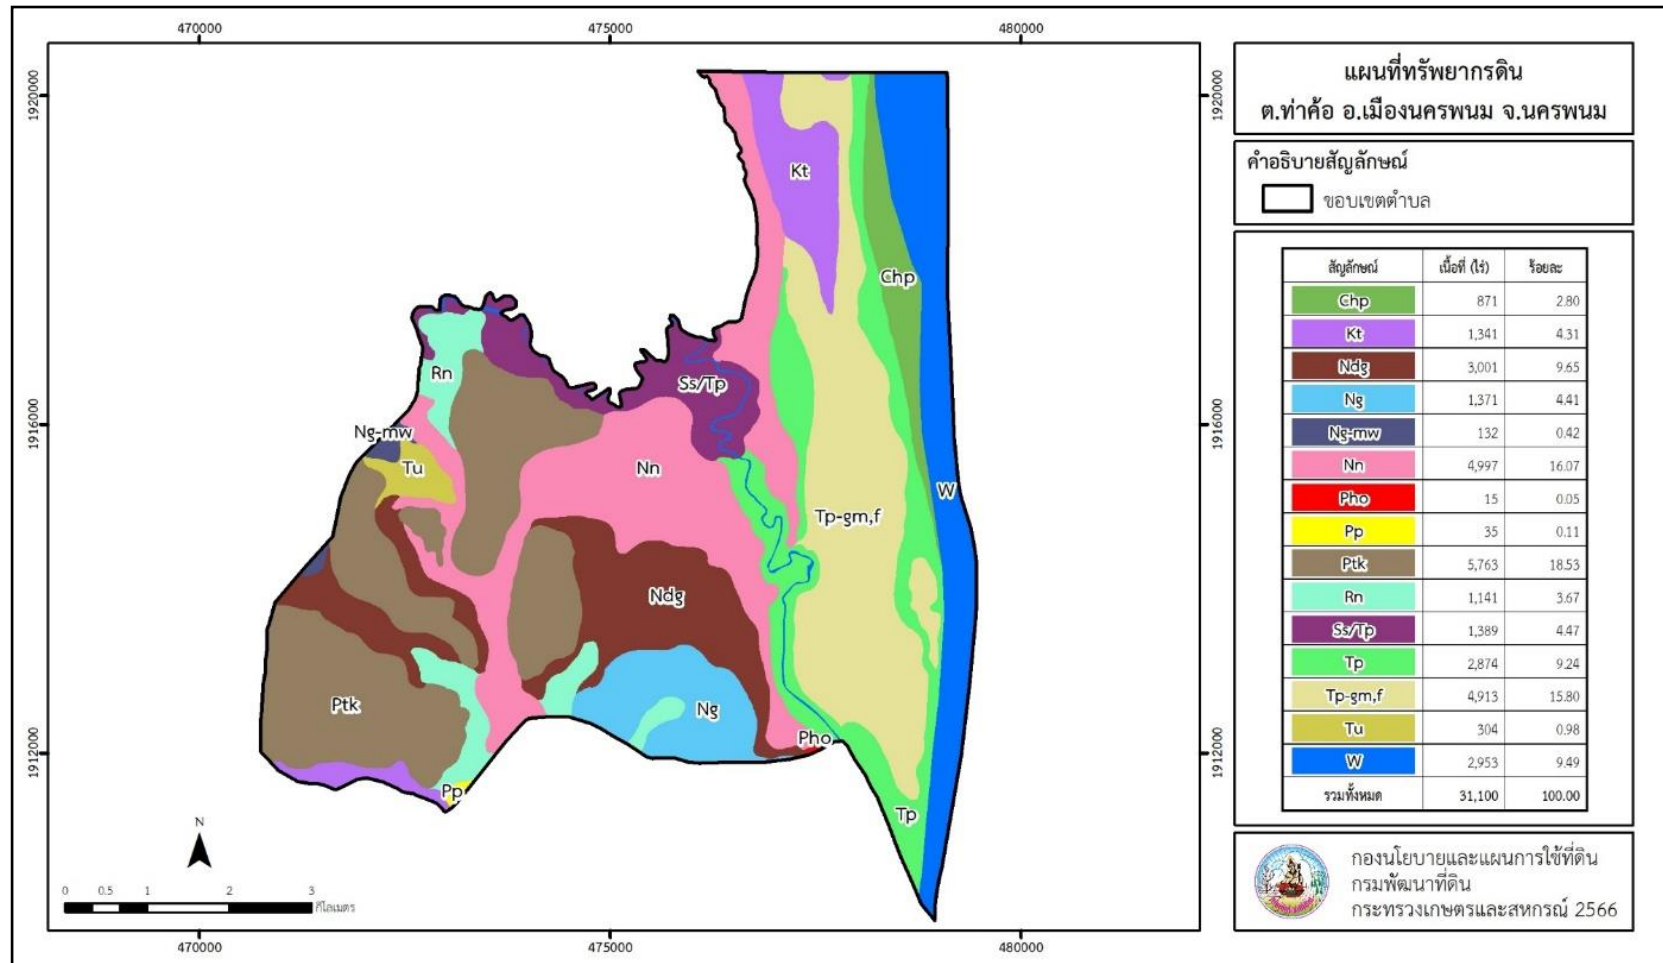 470000
475000
480000
1920000
1916000
1912000
1920000
1916000
1912000
470000
475000
480000
Kt
Chp
Rn
Ss/Tp
Ng-mw
Tu
Nn
W
Tp-gm,f
Ndg
Ptk
Ng
Pho
Pp
Tp
N
0 0.5 1 2 3
กิโลเมตร
แผนที่ทรัพยากรดิน
ต.ท่าค้อ อ.เมืองนครพนม จ.นครพนม
คำอธิบายสัญลักษณ์
ขอบเขตตำบล
สัญลักษณ์ เนื้อที่ (ไร่) ร้อยละ
Chp 871 2.80
Kt 1,341 4.31
Ndg 3,001 9.65
Ng 1,371 4.41
Ng-mw 132 0.42
Nn 4,997 16.07
Pho 15 0.05
Pp 35 0.11
Ptk 5,763 18.53
Rn 1,141 3.67
Ss/Tp 1,389 4.47
Tp 2,874 9.24
Tp-gm,f 4,913 15.80
Tu 304 0.98
W 2,953 9.49
รวมทั้งหมด 31,100 100.00
กองนโยบายและแผนการใช้ที่ดิน
กรมพัฒนาที่ดิน
กระทรวงเกษตรและสหกรณ์ 2566